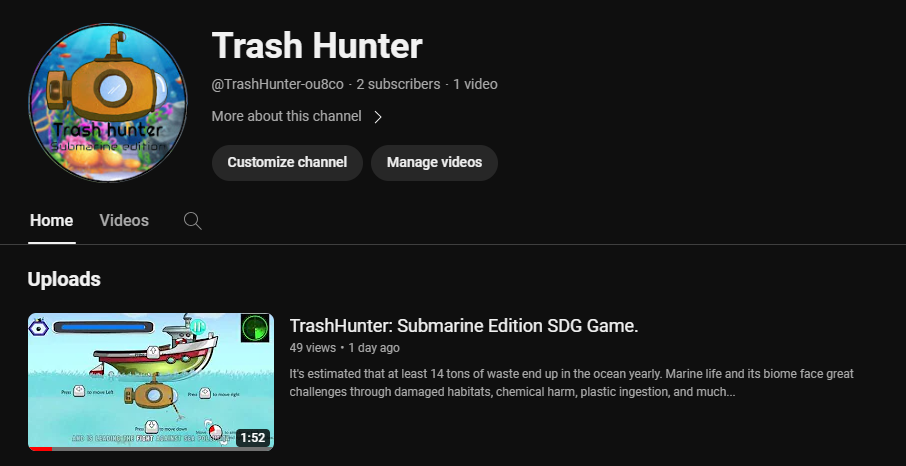 Trash Hunter
@TrashHunter-ou8co · 2 subscribers · 1 video
More about this channel
Customize channel
Manage videos
Trash hunter
Submarine edition
Home
Videos
Uploads
TrashHunter: Submarine Edition SDG Game.
49 views • 1 day ago
It's estimated that at least 14 tons of waste end up in the ocean yearly. Marine life and its biome face great
challenges through damaged habitats, chemical harm, plastic ingestion, and much...
Press to move Left
Press to move right
Press to move down
AND IS LEADING THE FIGHT AGAINST SEA
1:52